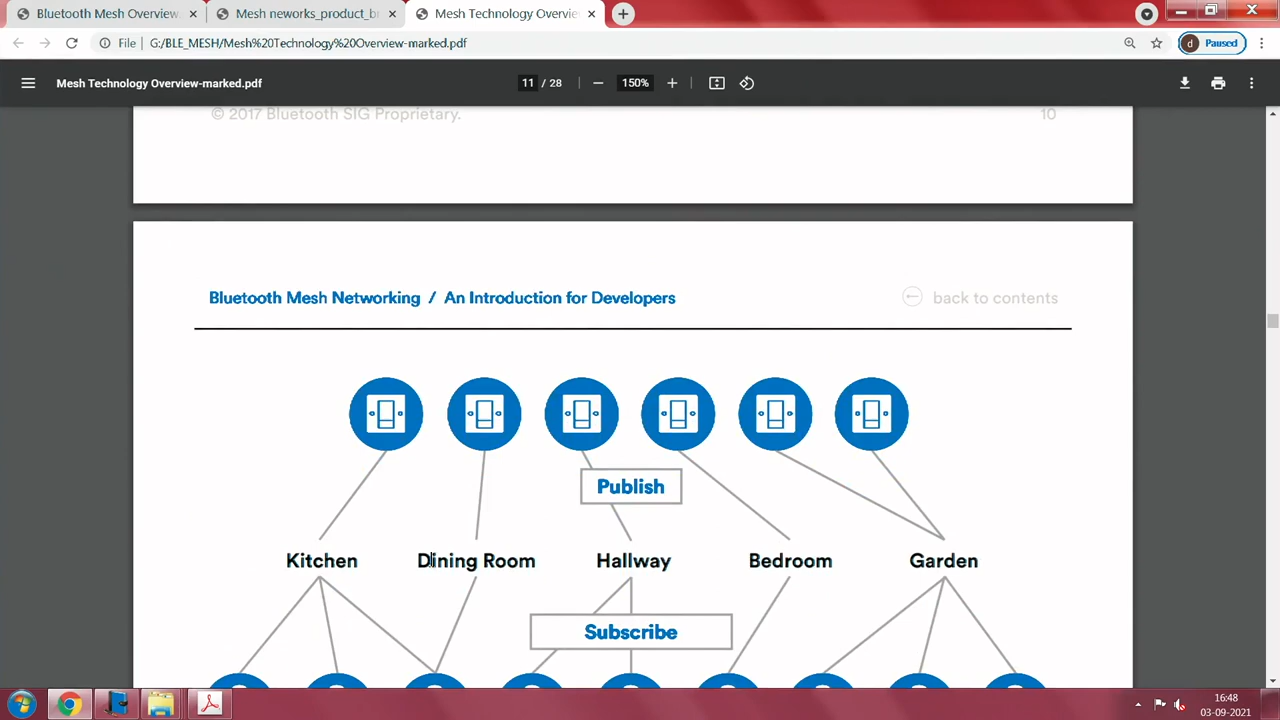 Bluetooth Mesh Overview.
Mesh neworks_product_b
Mesh Technology Overvie
File
G:/BLE_MESH/Mesh%20Technology%20Overview-marked.pdf
d
Paused
Mesh Technology Overview-marked.pdf
11 / 28
150%
© 2017 Bluetooth SIG Proprietary.
10
Bluetooth Mesh Networking / An Introduction for Developers
back to contents
Publish
Kitchen
Dining Room
Hallway
Bedroom
Garden
Subscribe
16:48
03-09-2021